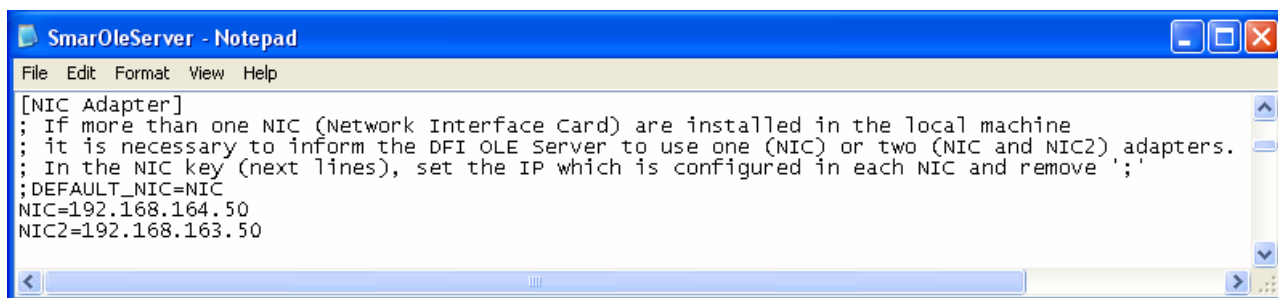 SmarOleServer - Notepad
File Edit Format View Help
[NIC Adapter]
; If more than one NIC (Network Interface Card) are installed in the local machine
; it is necessary to inform the DFI OLE Server to use one (NIC) or two (NIC and NIC2) adapters.
; In the NIC key (next lines), set the IP which is configured in each NIC and remove ';'
;DEFAULT_NIC=NIC
NIC=192.168.164.50
NIC2=192.168.163.50